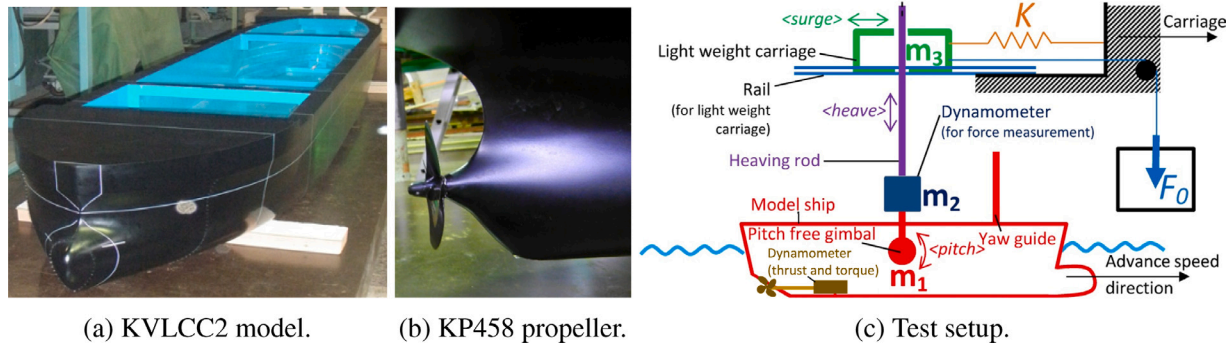 <surge>
K
Carriage
Light weight carriage
m3
Rail
(for light weight
carriage)
<heave>
Dynamometer
(for force measurement)
Heaving rod
m2
F0
Model ship
Pitch free gimbal
<pitch>
Yaw guide
Dynamometer
(thrust and torque)
m1
Advance speed
direction
(a) KVLCC2 model.
(b) KP458 propeller.
(c) Test setup.